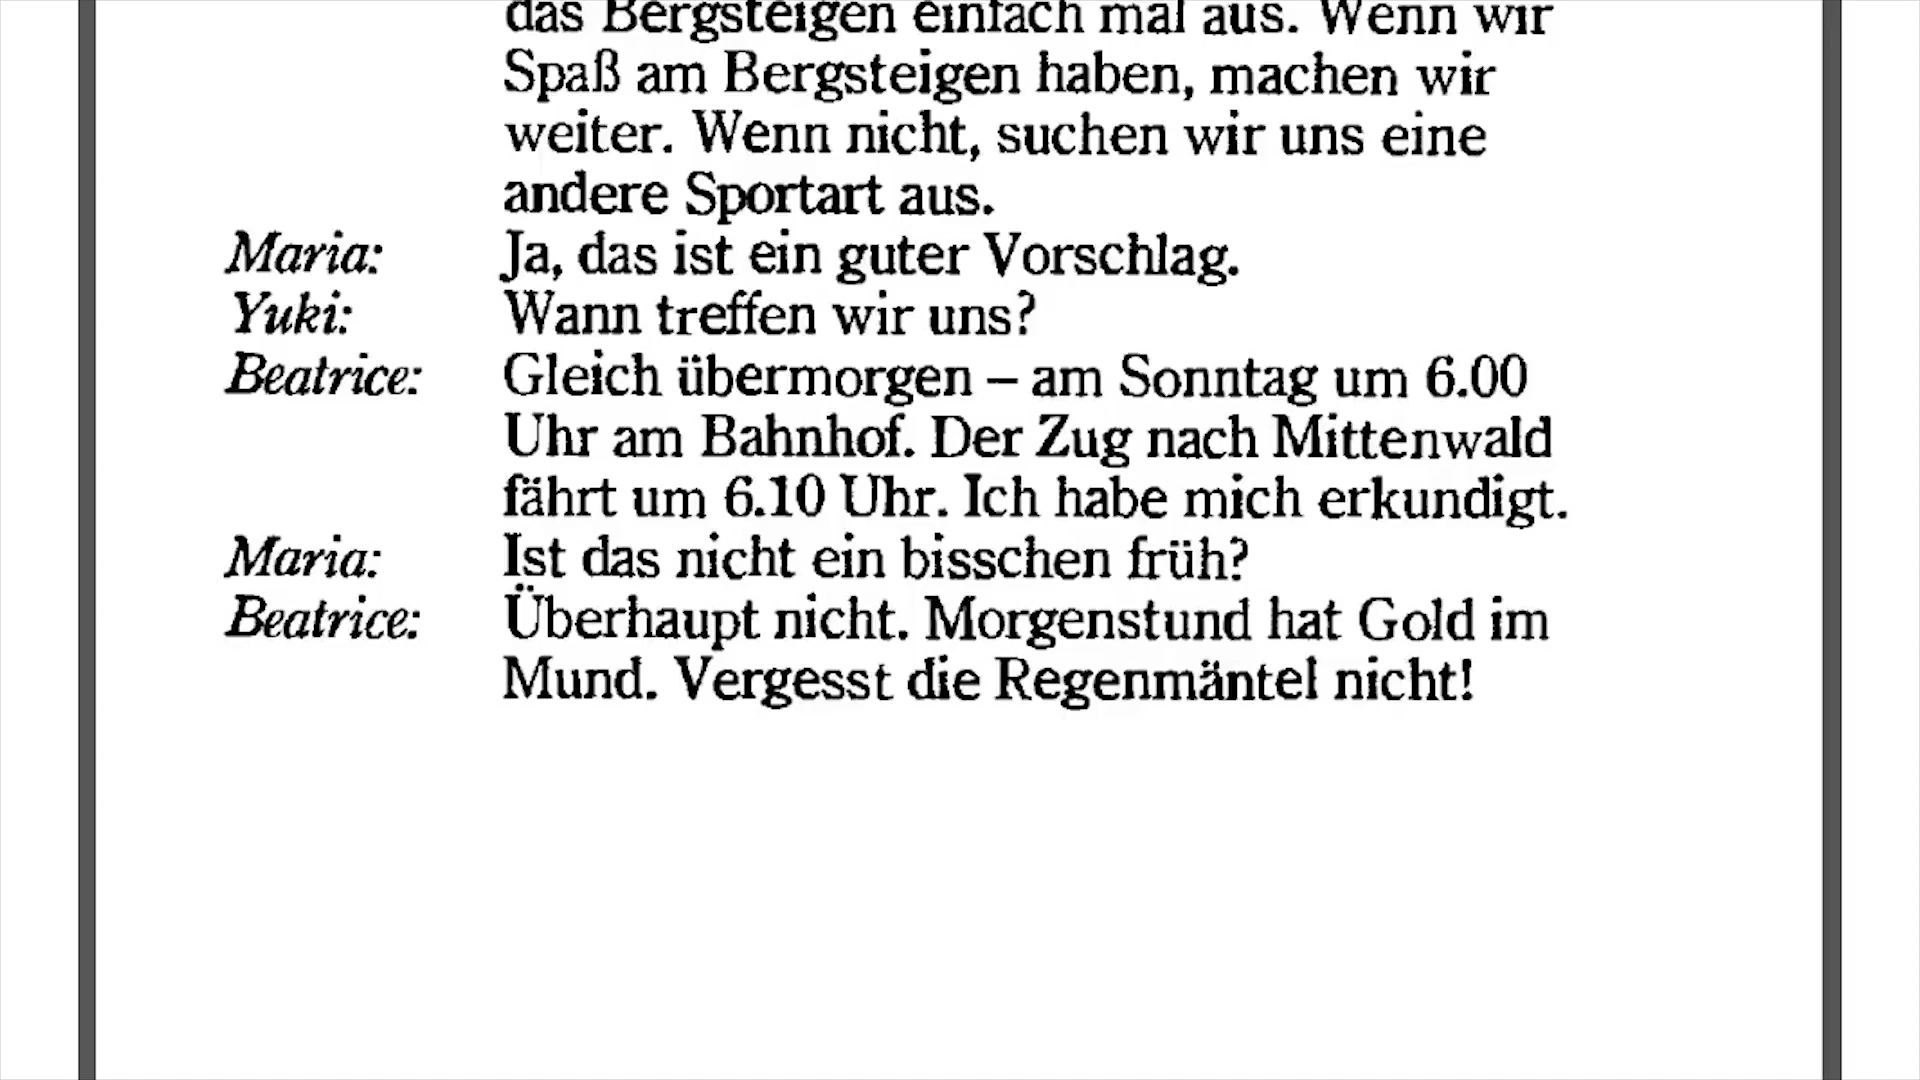 das Bergsteigen einfach mal aus. Wenn wir
Spaß am Bergsteigen haben, machen wir
weiter. Wenn nicht, suchen wir uns eine
andere Sportart aus.
Maria: Ja, das ist ein guter Vorschlag.
Yuki: Wann treffen wir uns?
Beatrice: Gleich übermorgen – am Sonntag um 6.00
Uhr am Bahnhof. Der Zug nach Mittenwald
fährt um 6.10 Uhr. Ich habe mich erkundigt.
Maria: Ist das nicht ein bisschen früh?
Beatrice: Überhaupt nicht. Morgenstund hat Gold im
Mund. Vergesst die Regenmäntel nicht!